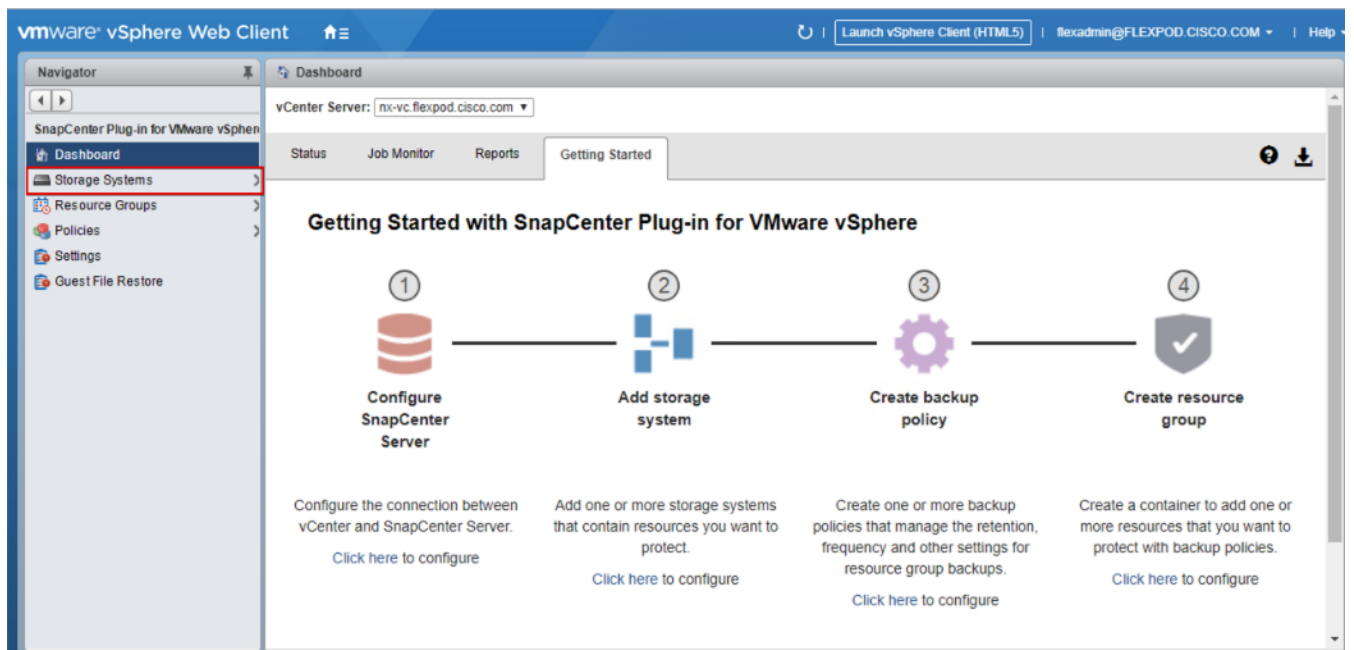 vmware® vSphere Web Client
Launch vSphere Client (HTML5) | flexadmin@FLEXPOD.CISCO.COM | Help
Navigator
Dashboard
vCenter Server: nx-vc.flexpod.cisco.com
SnapCenter Plug-in for VMware vSpher
Dashboard
Storage Systems
Resource Groups
Policies
Settings
Guest File Restore
Status Job Monitor Reports Getting Started
Getting Started with SnapCenter Plug-in for VMware vSphere
1 2 3 4
Configure
SnapCenter
Server
Add storage
system
Create backup
policy
Create resource
group
Configure the connection between
vCenter and SnapCenter Server.
Click here to configure
Add one or more storage systems
that contain resources you want to
protect.
Click here to configure
Create one or more backup
policies that manage the retention,
frequency and other settings for
resource group backups.
Click here to configure
Create a container to add one or
more resources that you want to
protect with backup policies.
Click here to configure